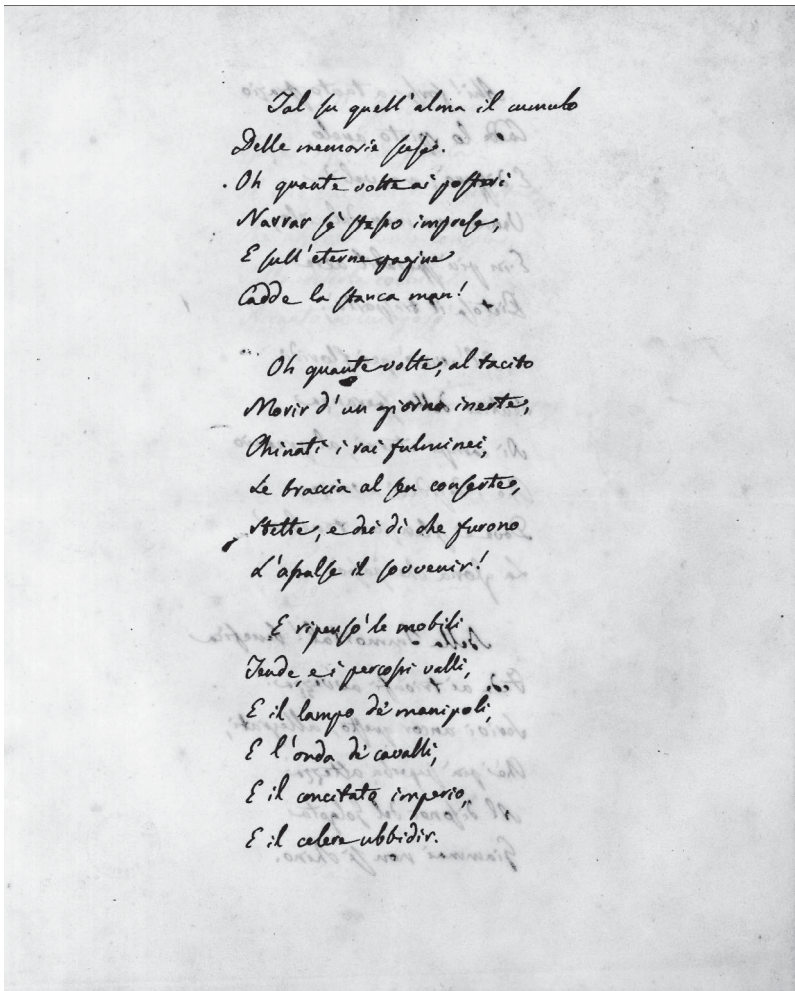 Tal su quell'alma il cumulo
Delle memorie scese.
Oh quante volte ai posteri
Narrar sè stesso imprese,
E sull'eterne pagine
Cadde la stanca man!
Oh quante volte, al tacito
Morir d'un giorno inerte,
Chinati i rai fulminei,
Le braccia al sen conserte,
Stette, e dei dì che furono
L'assalse il sovvenir!
E ripensò le mobili
Tende, e i percossi valli,
E il lampo de' manipoli,
E l'onda de' cavalli,
E il concitato imperio,
E il celere ubbidir.